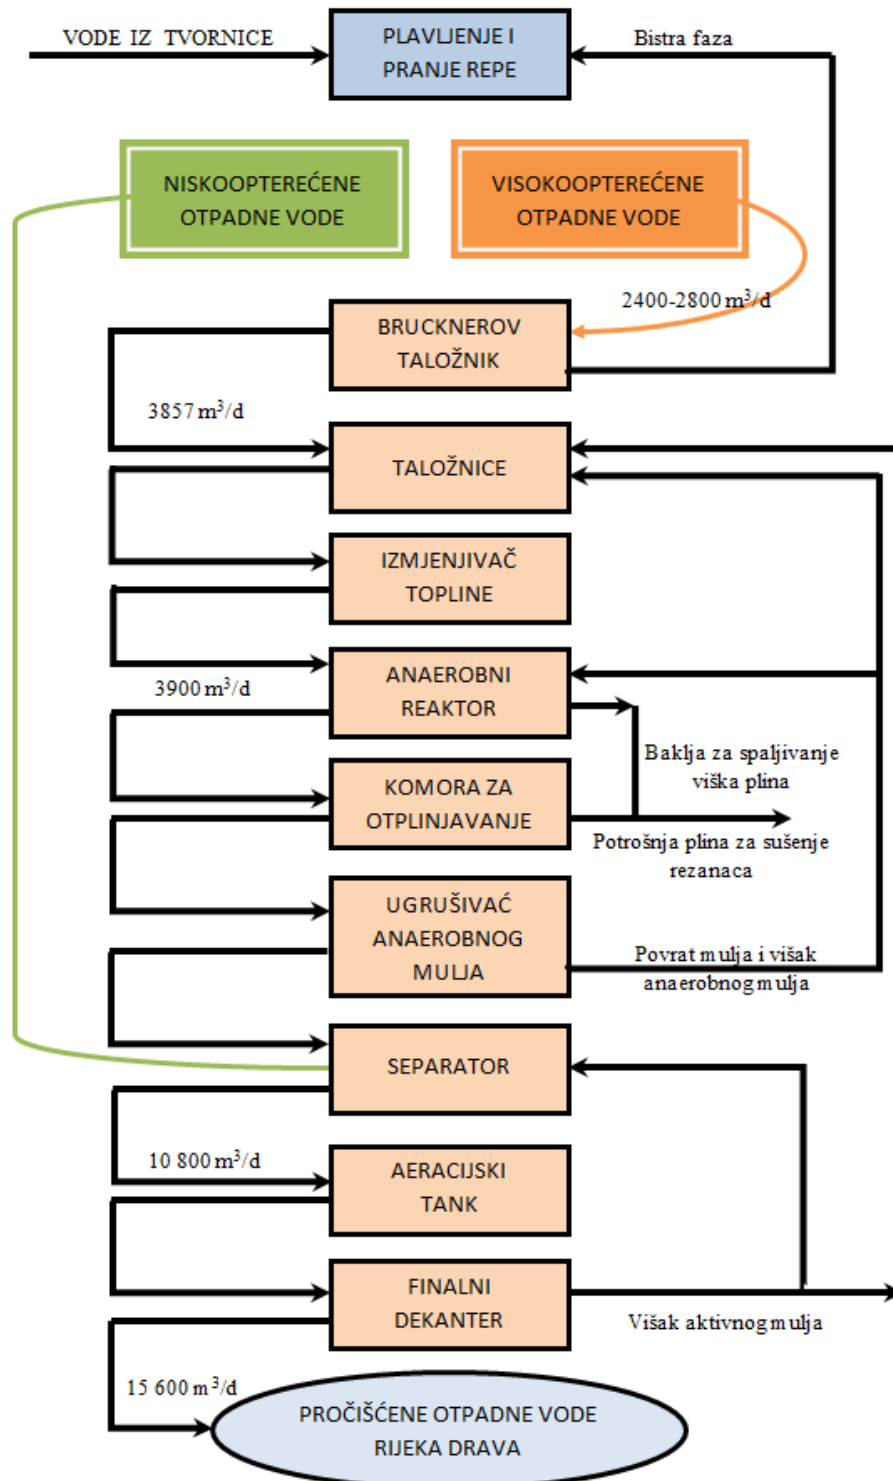 VODE IZ TVORNICE
PLAVLJENJE I
PRANJE REPE
Bistra faza
NISKOOPTEREĆENE
OTPADNE VODE
VISOKOOPTEREĆENE
OTPADNE VODE
2400-2800 m³/d
BRUCKNEROV
TALOŽNIK
3857 m³/d
TALOŽNICE
IZMJENJIVAČ
TOPLINE
3900 m³/d
ANAEROBNI
REAKTOR
Baklja za spaljivanje
viška plina
KOMORA ZA
OTPLINJAVANJE
Potrošnja plina za sušenje
rezanaca
UGRUŠIVAĆ
ANAEROBNOG
MULJA
Povrat mulja i višak
anaerobnog mulja
SEPARATOR
10 800 m³/d
AERACIJSKI
TANK
FINALNI
DEKANTER
Višak aktivnog mulja
15 600 m³/d
PROČIŠĆENE OTPADNE VODE
RIJEKA DRAVA